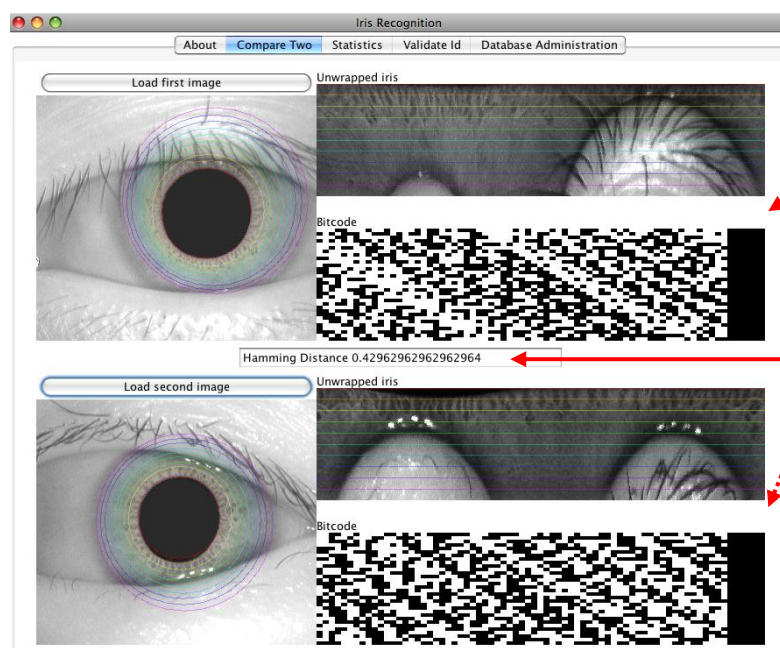 Iris Recognition
About Compare Two Statistics Validate Id Database Administration
Load first image
Unwrapped iris
Bitcode
Hamming Distance 0.42962962962962964
Load second image
Unwrapped iris
Bitcode